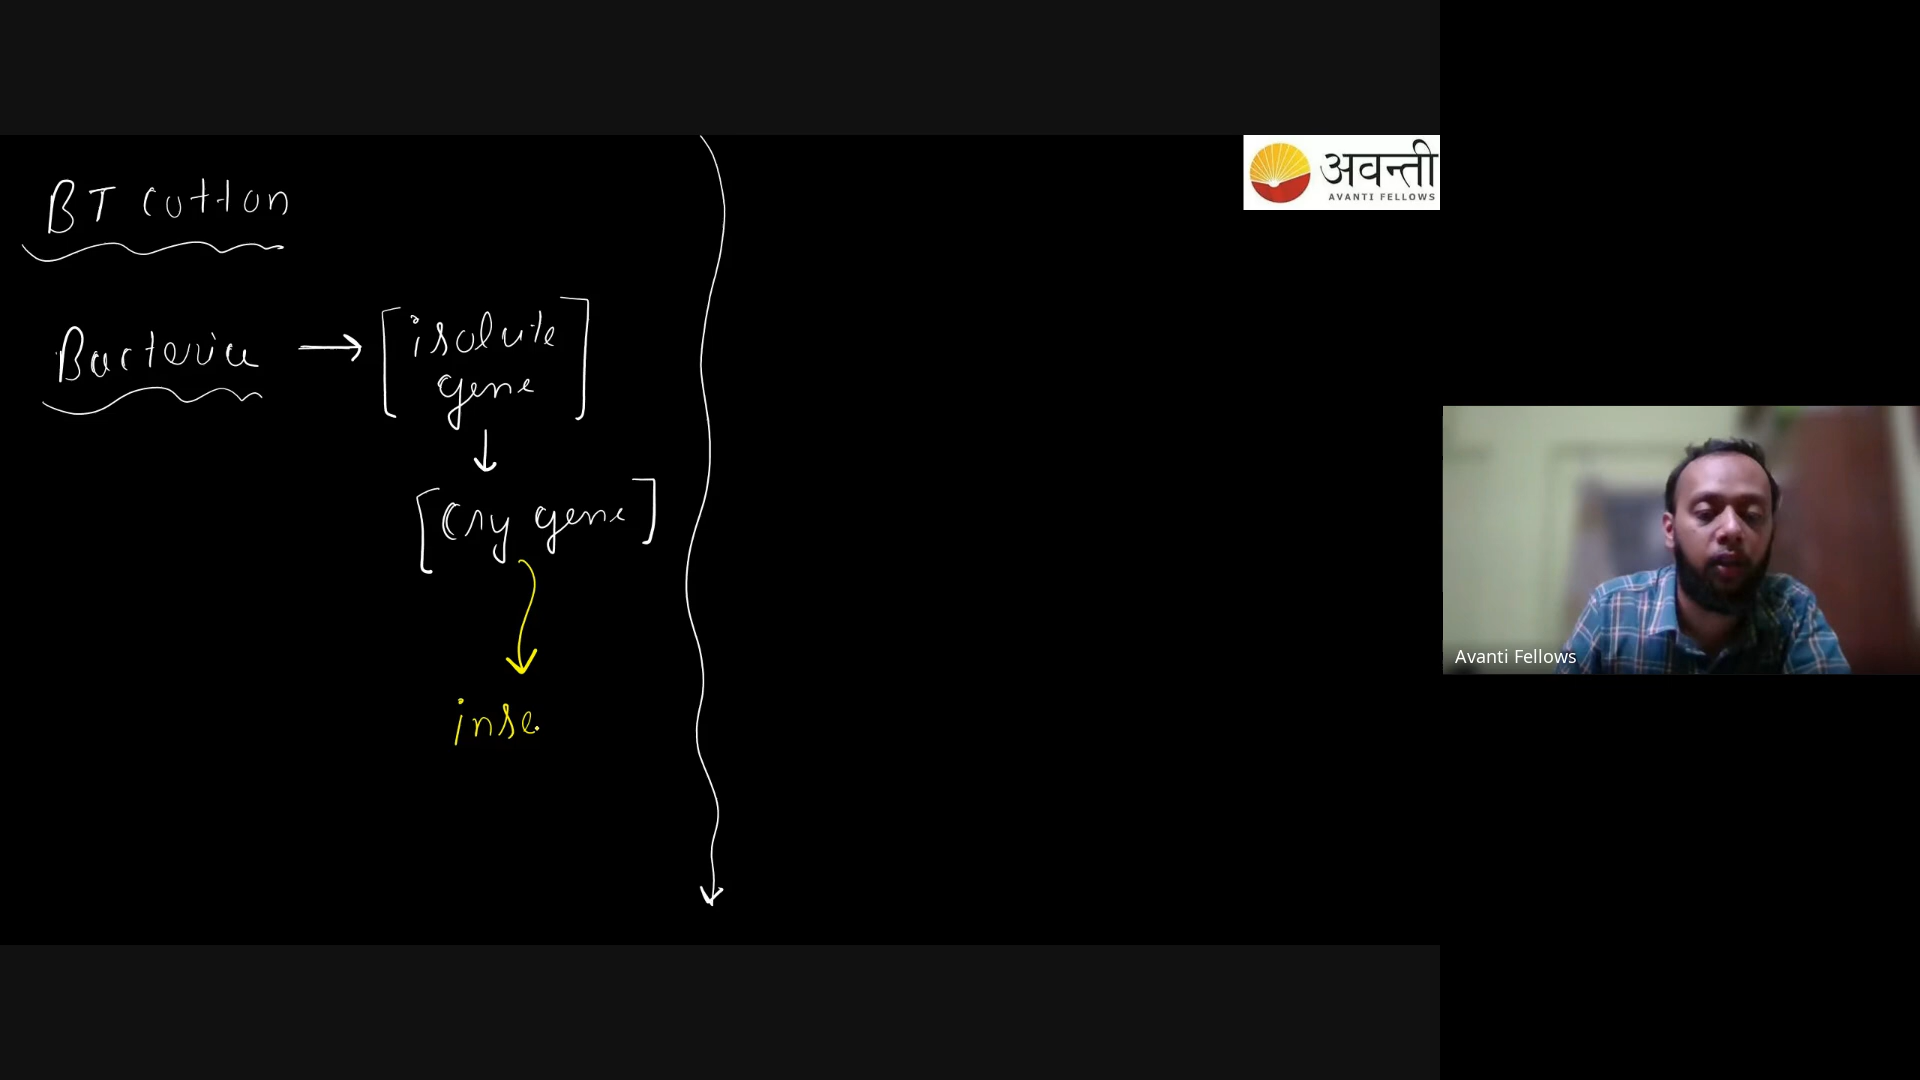 BT cotton
अवन्ती
AVANTI FELLOWS
Bacteria → [isolate
gene]
↓
[Cry gene]
inse
Avanti Fellows